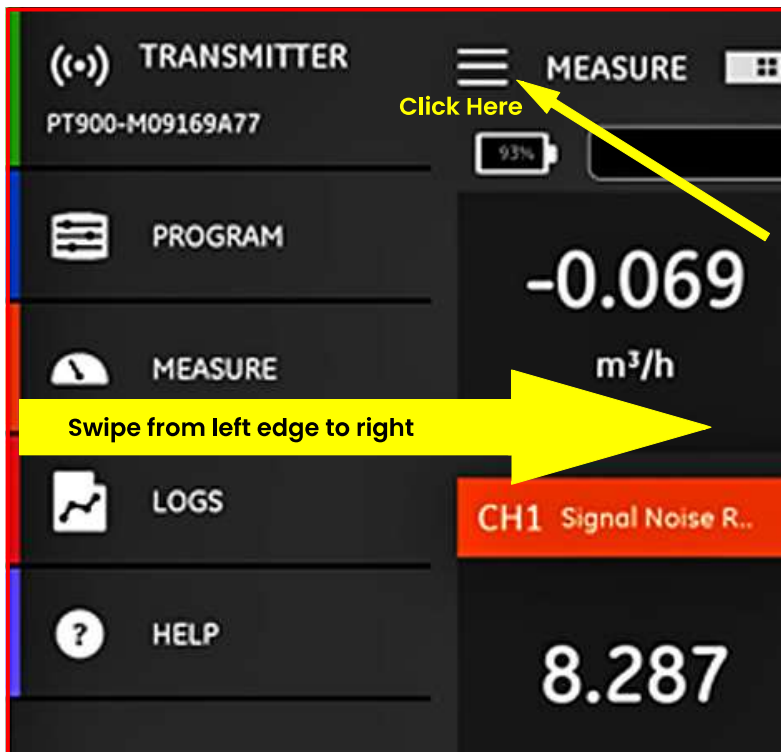 TRANSMITTER
PT900-M09169A77
PROGRAM
MEASURE
LOGS
HELP
MEASURE
Click Here
93%
-0.069
m³/h
Swipe from left edge to right
CH1 Signal Noise R..
8.287